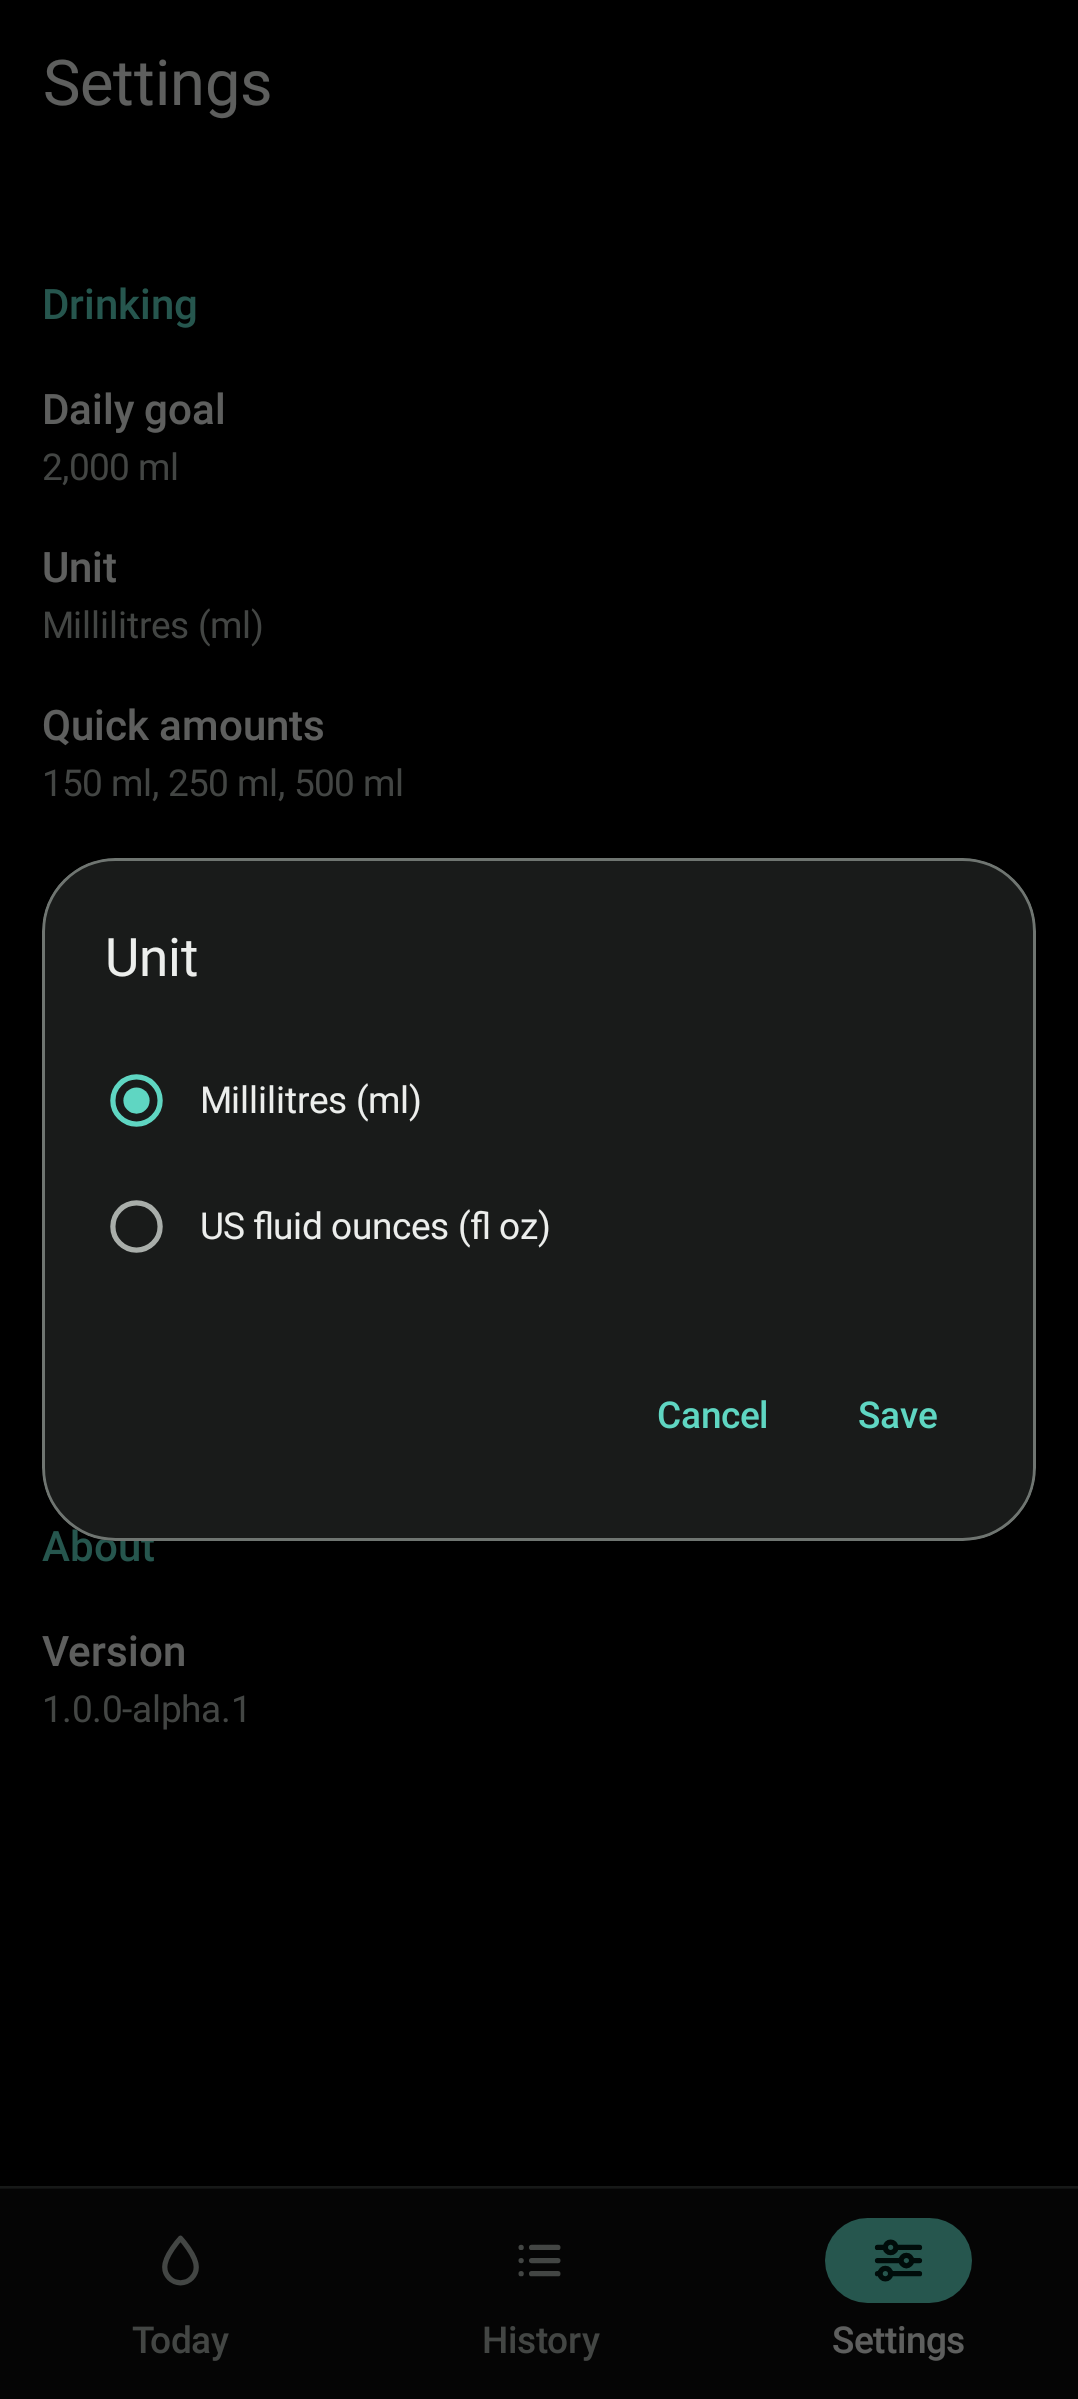 Settings
Drinking
Daily goal
2,000 ml
Unit
Millilitres (ml)
Quick amounts
150 ml, 250 ml, 500 ml
Unit
Millilitres (ml)
US fluid ounces (fl oz)
Cancel Save
About
Version
1.0.0-alpha.1
Today History Settings